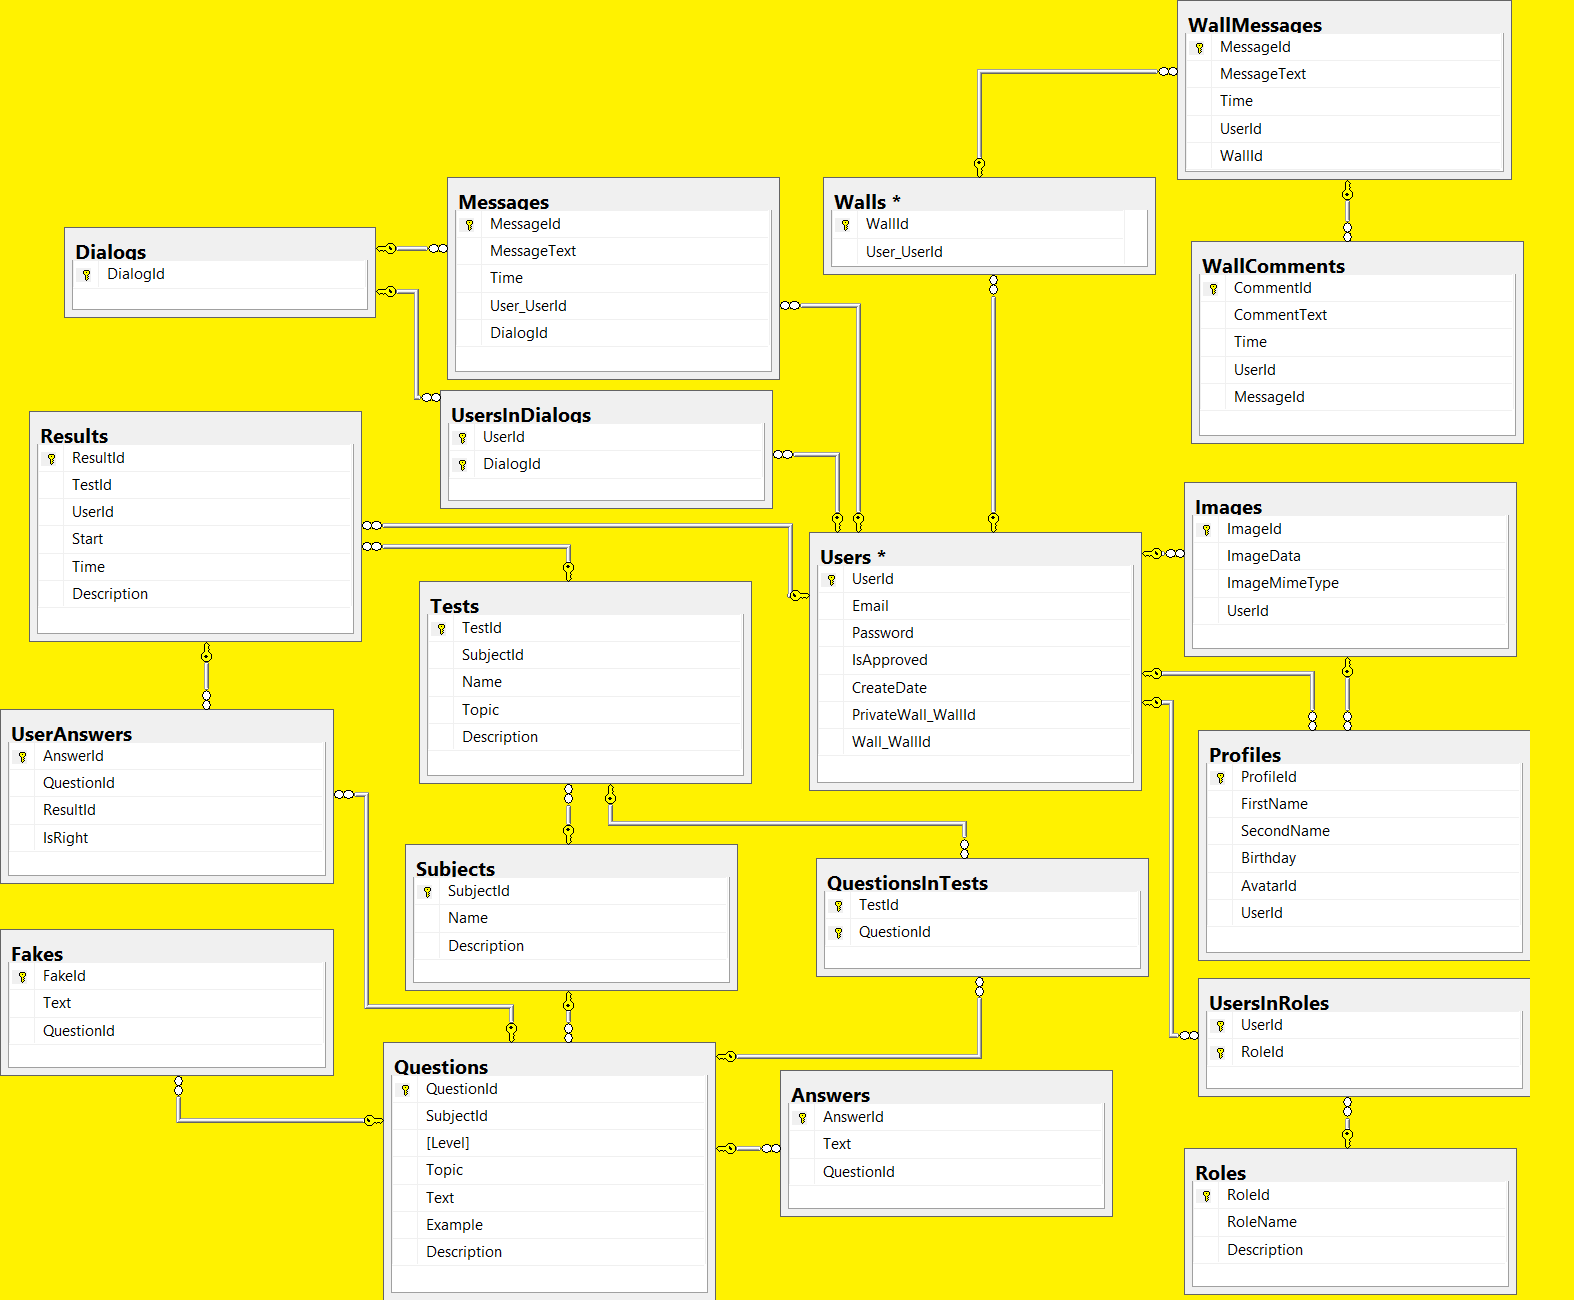 WallMessages
MessageId
MessageText
Time
UserId
WallId
Messages
MessageId
MessageText
Time
User_UserId
DialogId
Walls *
WallId
User_UserId
Dialogs
DialogId
WallComments
CommentId
CommentText
Time
UserId
MessageId
UsersInDialogs
UserId
DialogId
Results
ResultId
TestId
UserId
Start
Time
Description
Images
ImageId
ImageData
ImageMimeType
UserId
Users *
UserId
Email
Password
IsApproved
CreateDate
PrivateWall_WallId
Wall_WallId
Tests
TestId
SubjectId
Name
Topic
Description
UserAnswers
AnswerId
QuestionId
ResultId
IsRight
Profiles
ProfileId
FirstName
SecondName
Birthday
AvatarId
UserId
Subjects
SubjectId
Name
Description
QuestionsInTests
TestId
QuestionId
Fakes
FakeId
Text
QuestionId
UsersInRoles
UserId
RoleId
Questions
QuestionId
SubjectId
[Level]
Topic
Text
Example
Description
Answers
AnswerId
Text
QuestionId
Roles
RoleId
RoleName
Description